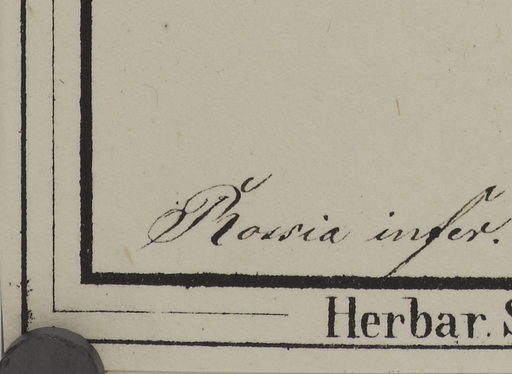 Rossia infer.
Herbar. S